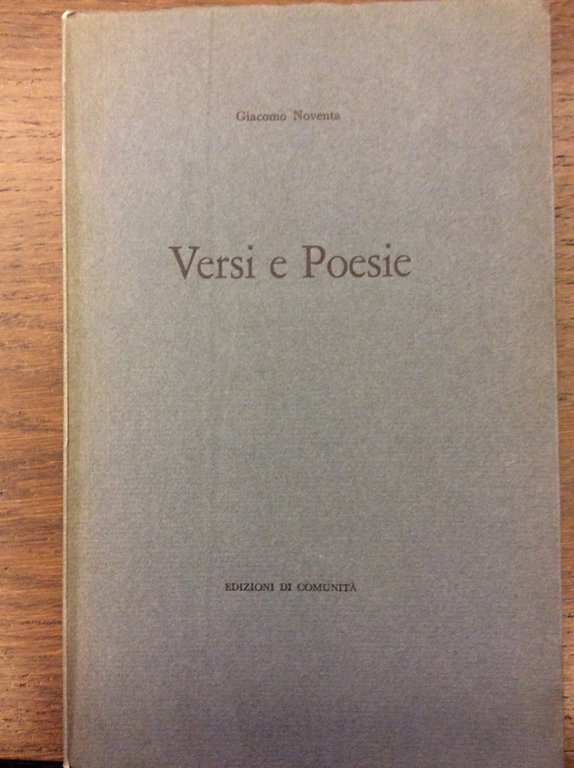 Giacomo Noventa
Versi e Poesie
EDIZIONI DI COMUNITÀ